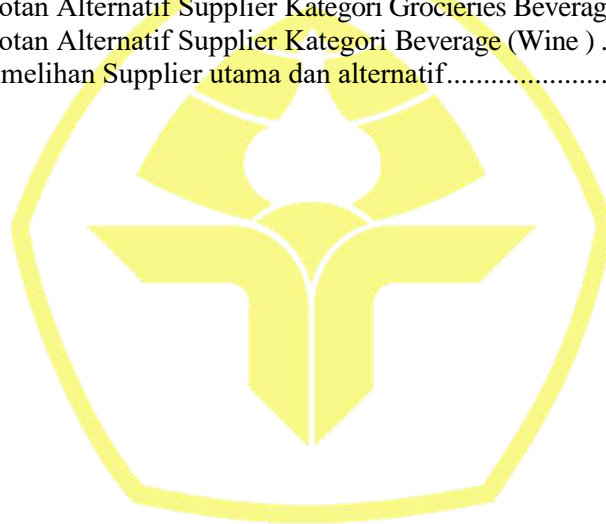 otan Alternatif Supplier Kategori Grocieries Beverag
otan Alternatif Supplier Kategori Beverage (Wine ) .
melihan Supplier utama dan alternatif.....................